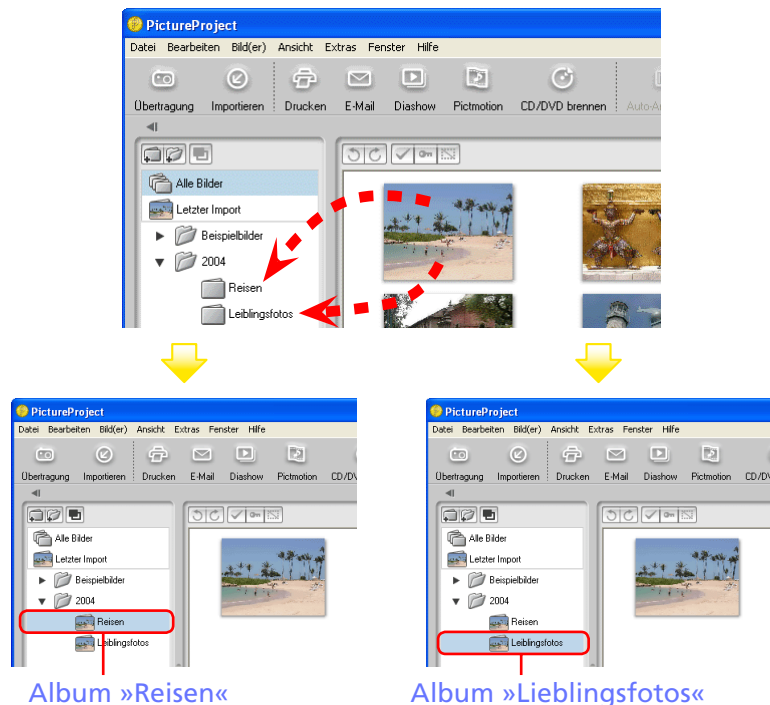 PictureProject
Datei Bearbeiten Bild(er) Ansicht Extras Fenster Hilfe
Übertragung Importieren Drucken E-Mail Diashow Pictmotion CD/DVD brennen
Alle Bilder
Letzter Import
Beispielbilder
2004
Reisen
Leiblingsfotos
PictureProject
Datei Bearbeiten Bild(er) Ansicht Extras Fenster Hilfe
Übertragung Importieren Drucken E-Mail Diashow Pictmotion
Alle Bilder
Letzter Import
Beispielbilder
2004
Reisen
Leiblingsfotos
Album »Reisen«
PictureProject
Datei Bearbeiten Bild(er) Ansicht Extras Fenster Hilfe
Übertragung Importieren Drucken E-Mail Diashow Pictmotion
Alle Bilder
Letzter Import
Beispielbilder
2004
Reisen
Leiblingsfotos
Album »Lieblingsfotos«